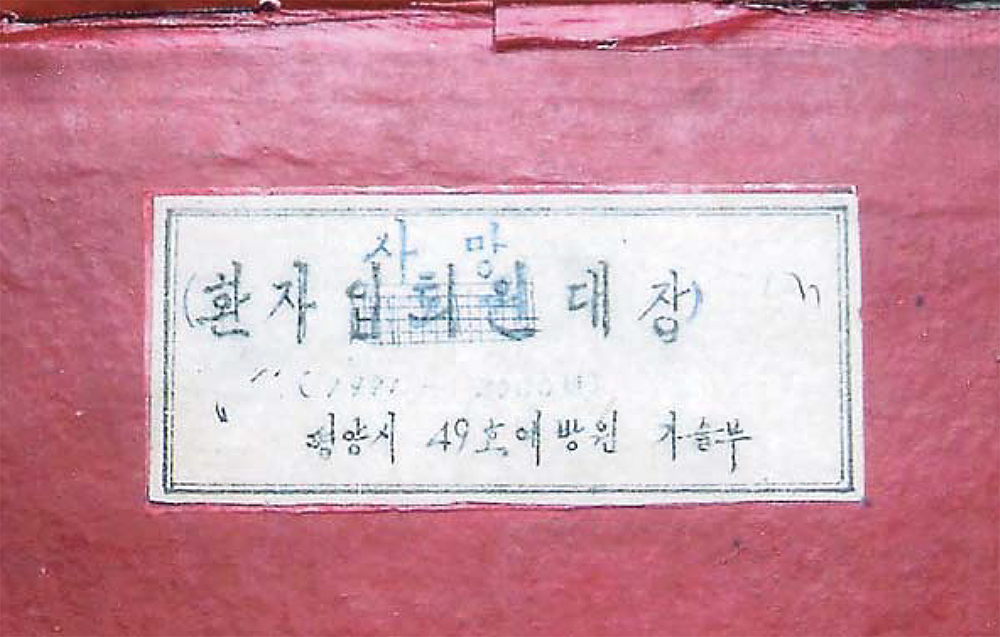 사망
(환자 입퇴원 대장)
평양시 49호예방원 기술부